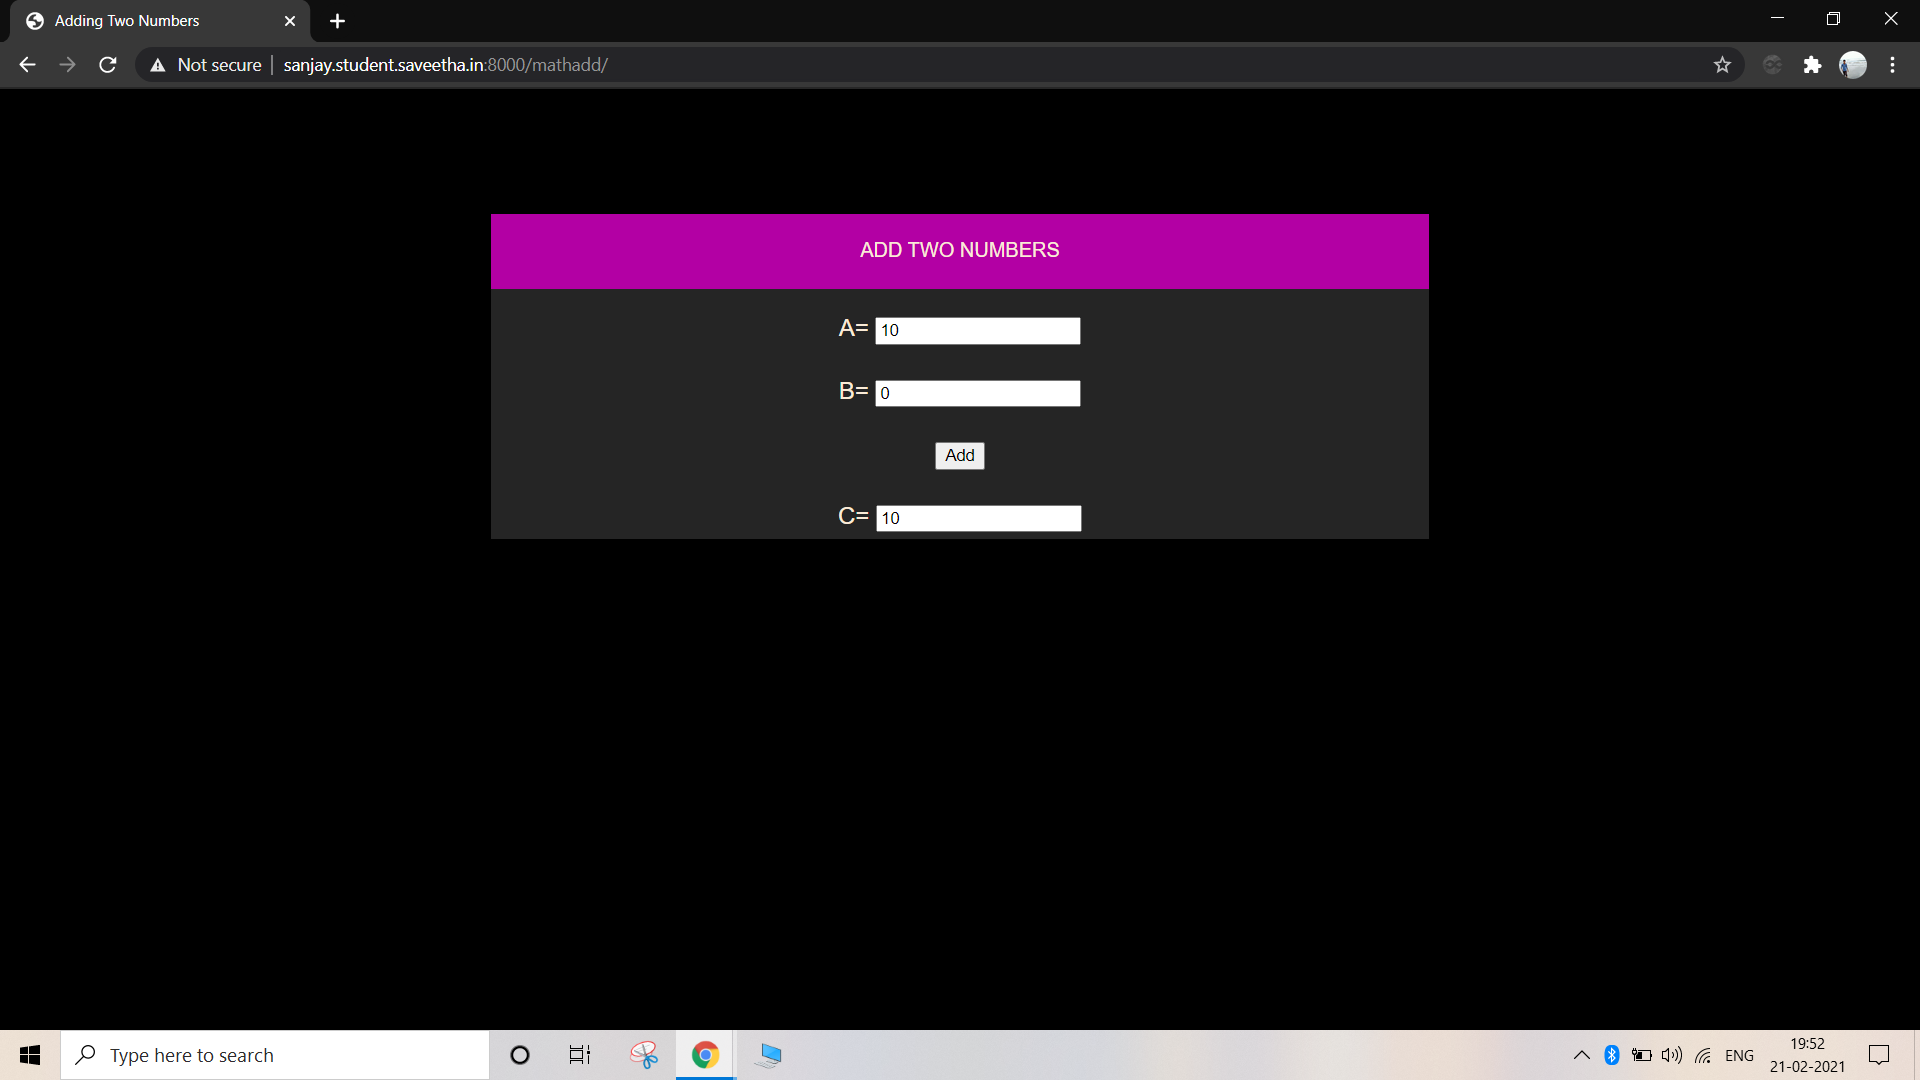 Adding Two Numbers
Not secure sanjay.student.saveetha.in:8000/mathadd/
ADD TWO NUMBERS
A= 10
B= 0
Add
C= 10
Type here to search
ENG
19:52
21-02-2021